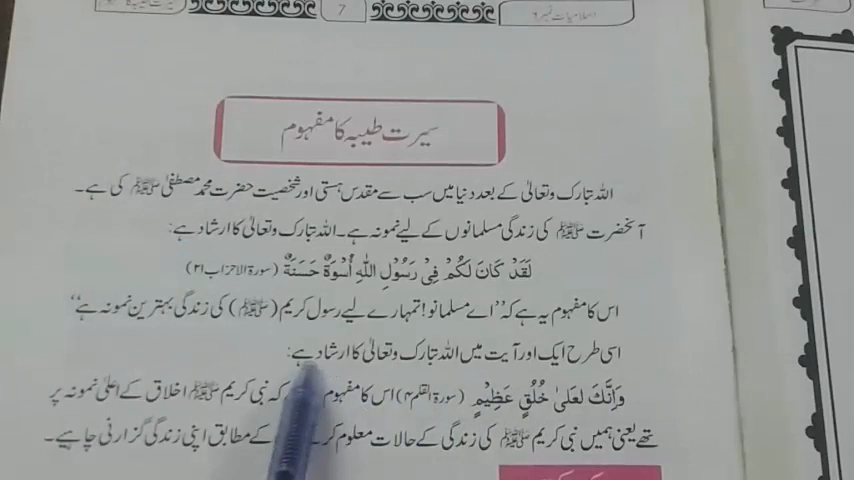 اسلامیات نمبر ۶
7
سیرت طیبہ کا مفہوم
اللہ تبارک وتعالیٰ کے بعد دنیا میں سب سے مقدس ہستی اور شخصیت حضرت محمد مصطفیٰ ﷺ کی ہے۔
آنحضرت ﷺ کی زندگی مسلمانوں کے لیے نمونہ ہے۔ اللہ تبارک وتعالیٰ کا ارشاد ہے:
لَقَدْ كَانَ لَكُمْ فِیْ رَسُوْلِ اللّٰهِ أُسْوَةٌ حَسَنَةٌ (سورۃ الاحزاب ۲۱)
اس کا مفہوم یہ ہے کہ ”اے مسلمانو! تمہارے لیے رسول کریم (ﷺ) کی زندگی بہترین نمونہ ہے“
اسی طرح ایک اور آیت میں اللہ تبارک وتعالیٰ کا ارشاد ہے:
وَاِنَّكَ لَعَلىٰ خُلُقٍ عَظِيْمٍ (سورۃ القلم ۴) اس کا مفہوم کہ نبی کریم ﷺ اخلاق کے اعلیٰ نمونہ پر
تھے یعنی ہمیں نبی کریم ﷺ کی زندگی کے حالات معلوم کر کے مطابق اپنی زندگی گزارنی چاہیے۔